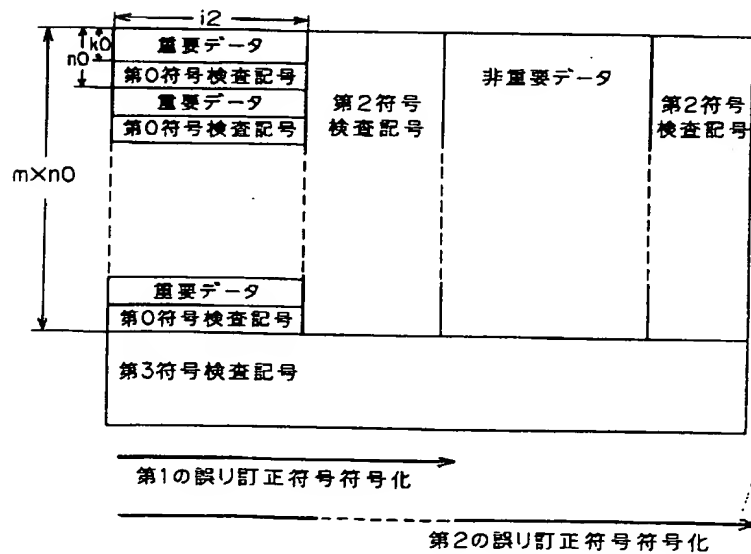 i2
k0
n0
重要データ
第0符号検査記号
重要データ
第0符号検査記号
第2符号
検査記号
非重要データ
第2符号
検査記号
m×n0
重要データ
第0符号検査記号
第3符号検査記号
第1の誤り訂正符号符号化
第2の誤り訂正符号符号化